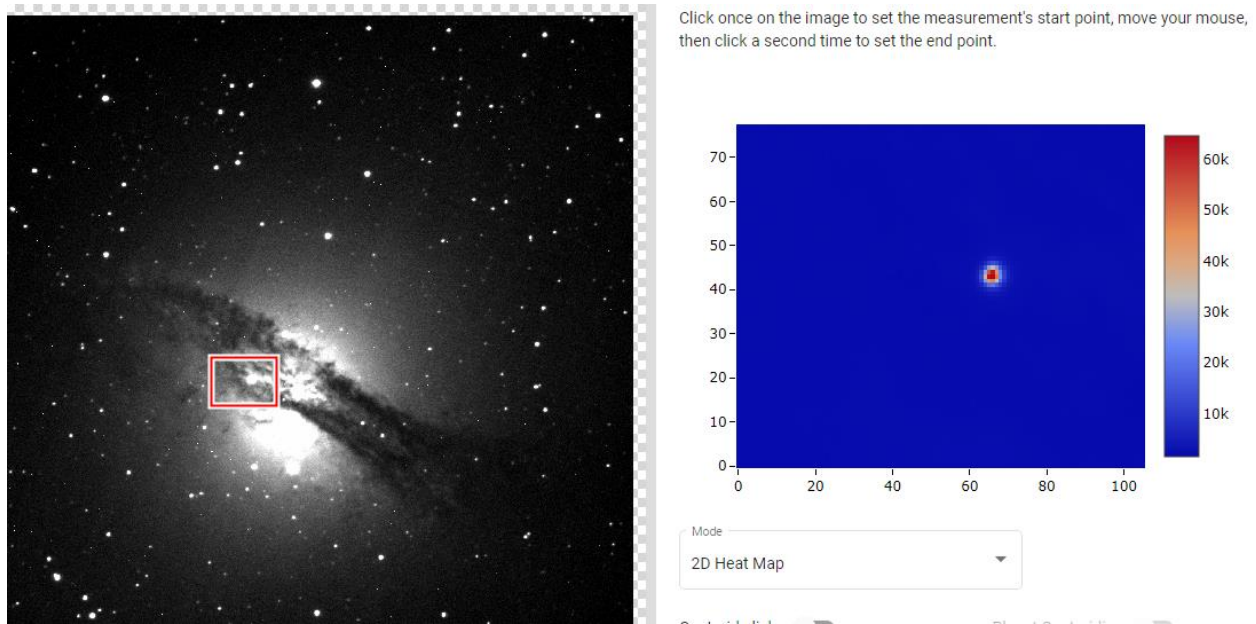 Click once on the image to set the measurement's start point, move your mouse,
then click a second time to set the end point.
70
60
50
40
30
20
10
0
0 20 40 60 80 100
60k
50k
40k
30k
20k
10k
Mode
2D Heat Map